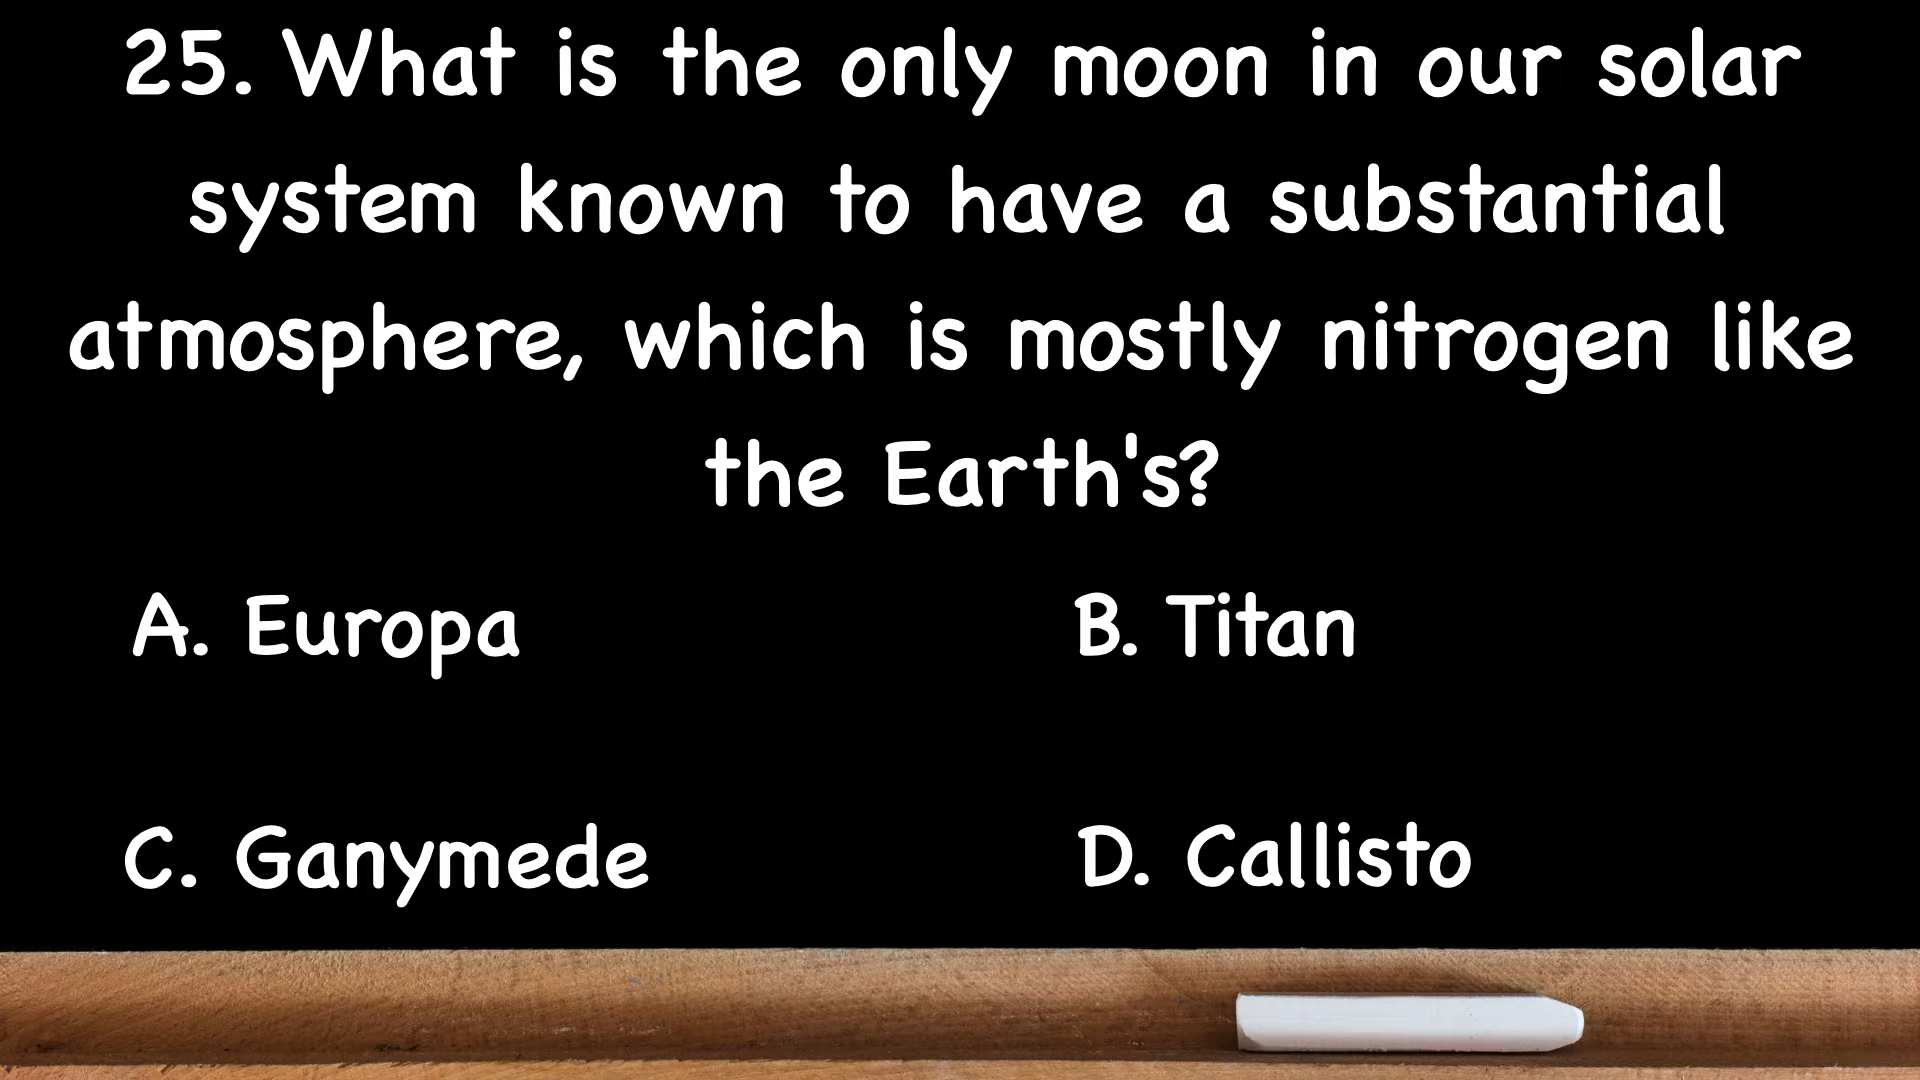 25. What is the only moon in our solar
system known to have a substantial
atmosphere, which is mostly nitrogen like
the Earth's?
A. Europa
B. Titan
C. Ganymede
D. Callisto